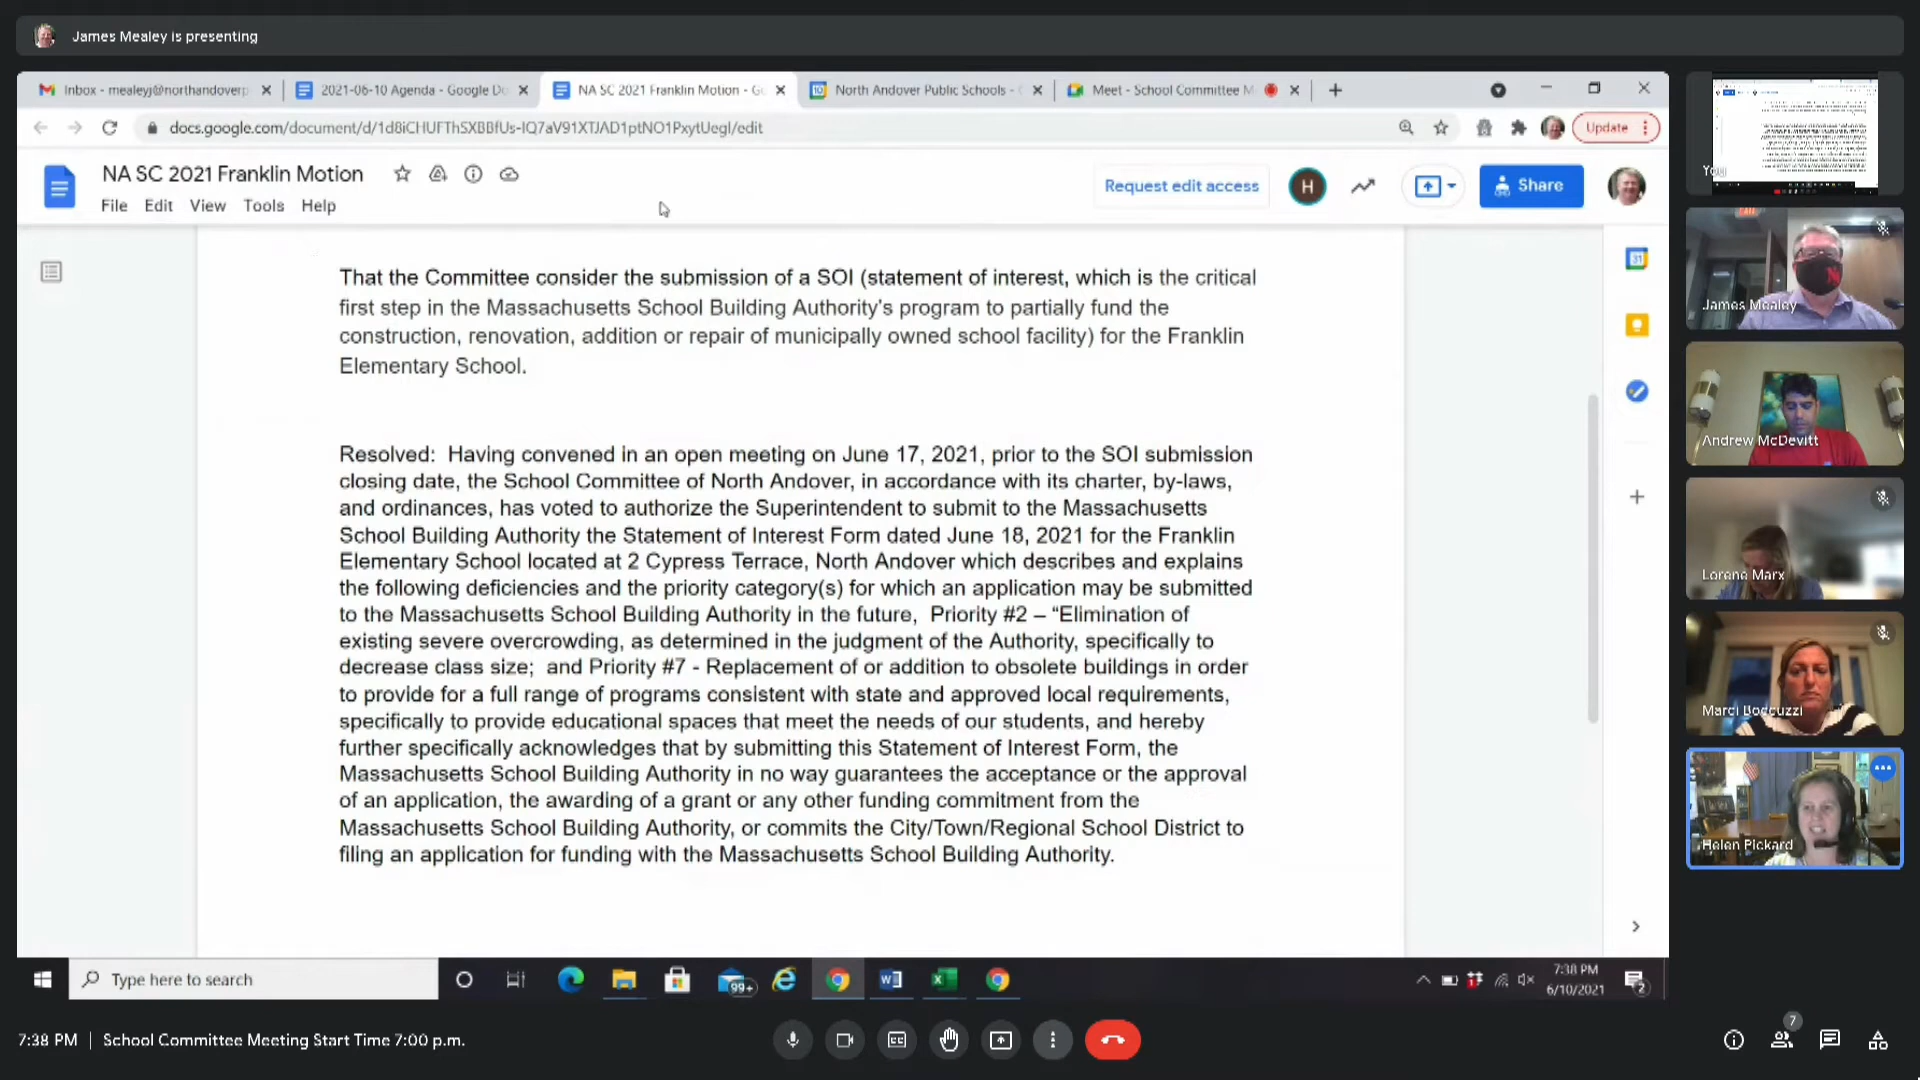 James Mealey is presenting
Inbox - mealeyj@northandoverp
2021-06-10 Agenda - Google Do
NA SC 2021 Franklin Motion - Go
North Andover Public Schools - C
Meet - School Committee M
docs.google.com/document/d/1d8iCHUFThSXBBfUs-IQ7aV91XTJAD1ptNO1PxytUegI/edit
Update
NA SC 2021 Franklin Motion
File Edit View Tools Help
Request edit access
H
Share
That the Committee consider the submission of a SOI (statement of interest, which is the critical
first step in the Massachusetts School Building Authority's program to partially fund the
construction, renovation, addition or repair of municipally owned school facility) for the Franklin
Elementary School.
Resolved: Having convened in an open meeting on June 17, 2021, prior to the SOI submission
closing date, the School Committee of North Andover, in accordance with its charter, by-laws,
and ordinances, has voted to authorize the Superintendent to submit to the Massachusetts
School Building Authority the Statement of Interest Form dated June 18, 2021 for the Franklin
Elementary School located at 2 Cypress Terrace, North Andover which describes and explains
the following deficiencies and the priority category(s) for which an application may be submitted
to the Massachusetts School Building Authority in the future, Priority #2 – “Elimination of
existing severe overcrowding, as determined in the judgment of the Authority, specifically to
decrease class size; and Priority #7 - Replacement of or addition to obsolete buildings in order
to provide for a full range of programs consistent with state and approved local requirements,
specifically to provide educational spaces that meet the needs of our students, and hereby
further specifically acknowledges that by submitting this Statement of Interest Form, the
Massachusetts School Building Authority in no way guarantees the acceptance or the approval
of an application, the awarding of a grant or any other funding commitment from the
Massachusetts School Building Authority, or commits the City/Town/Regional School District to
filing an application for funding with the Massachusetts School Building Authority.
31
You
James Mealey
Andrew McDevitt
Lorene Marx
Marci Boccuzzi
Helen Pickard
Type here to search
99+
7:38 PM
6/10/2021
2
7:38 PM | School Committee Meeting Start Time 7:00 p.m.
7